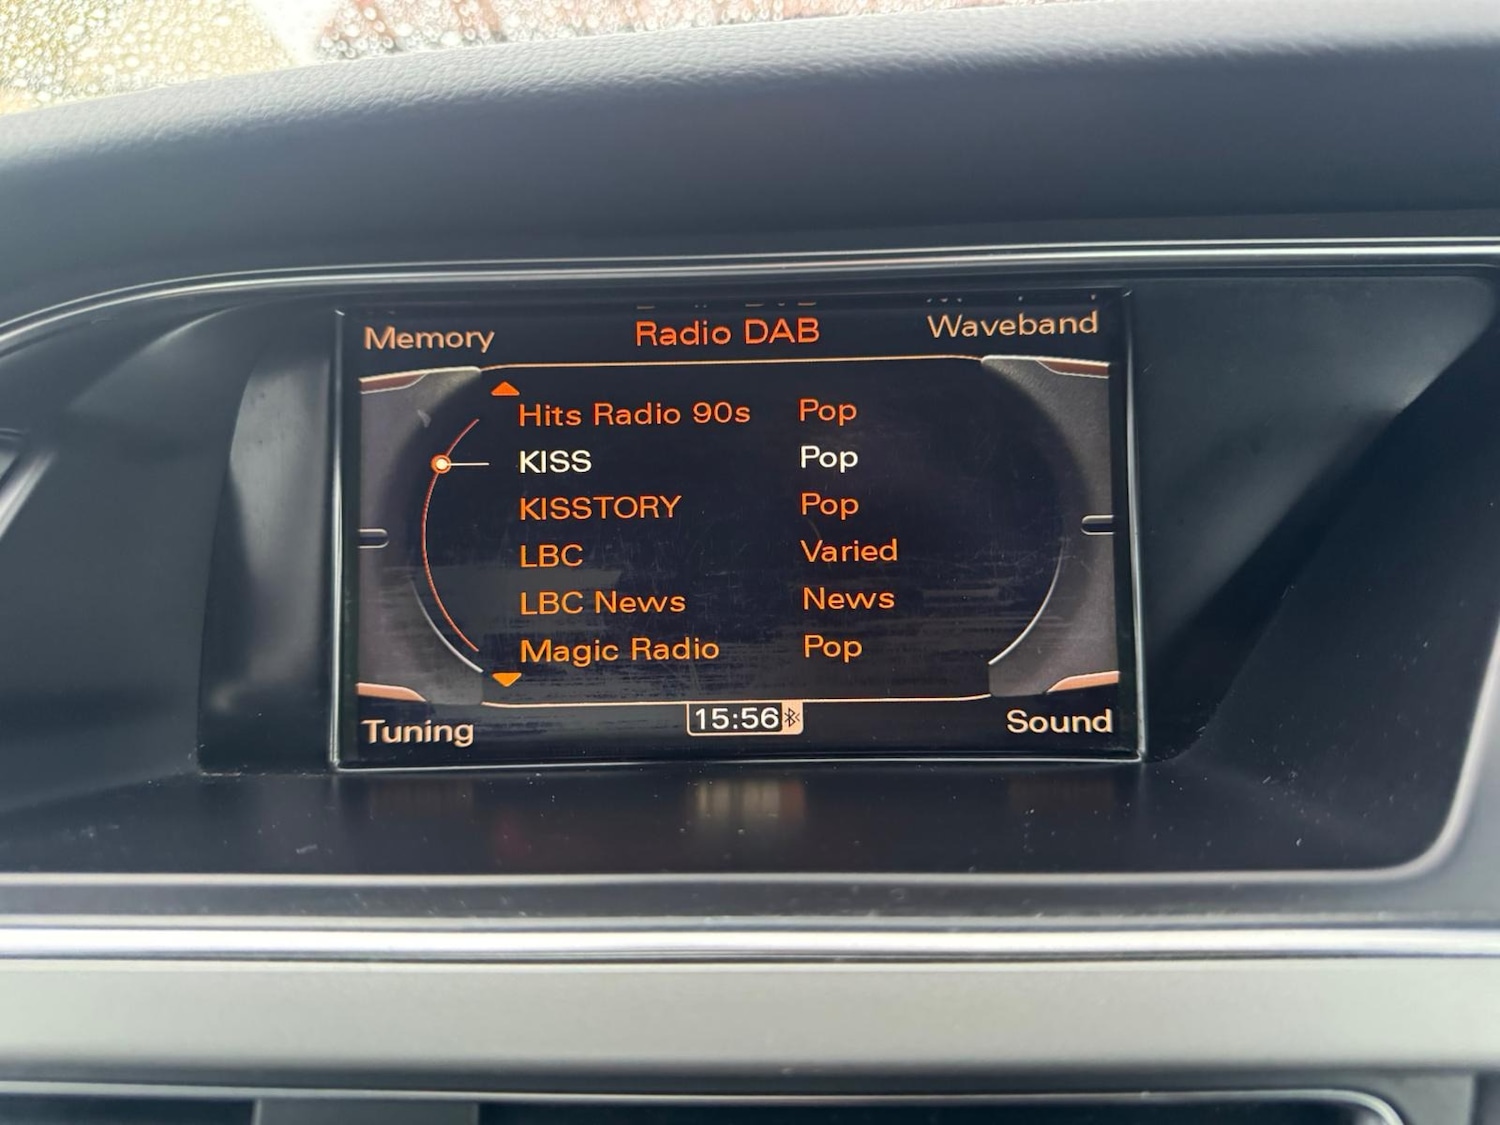 Memory Radio DAB Waveband
Hits Radio 90s Pop
KISS Pop
KISSTORY Pop
LBC Varied
LBC News News
Magic Radio Pop
Tuning 15:56 Sound